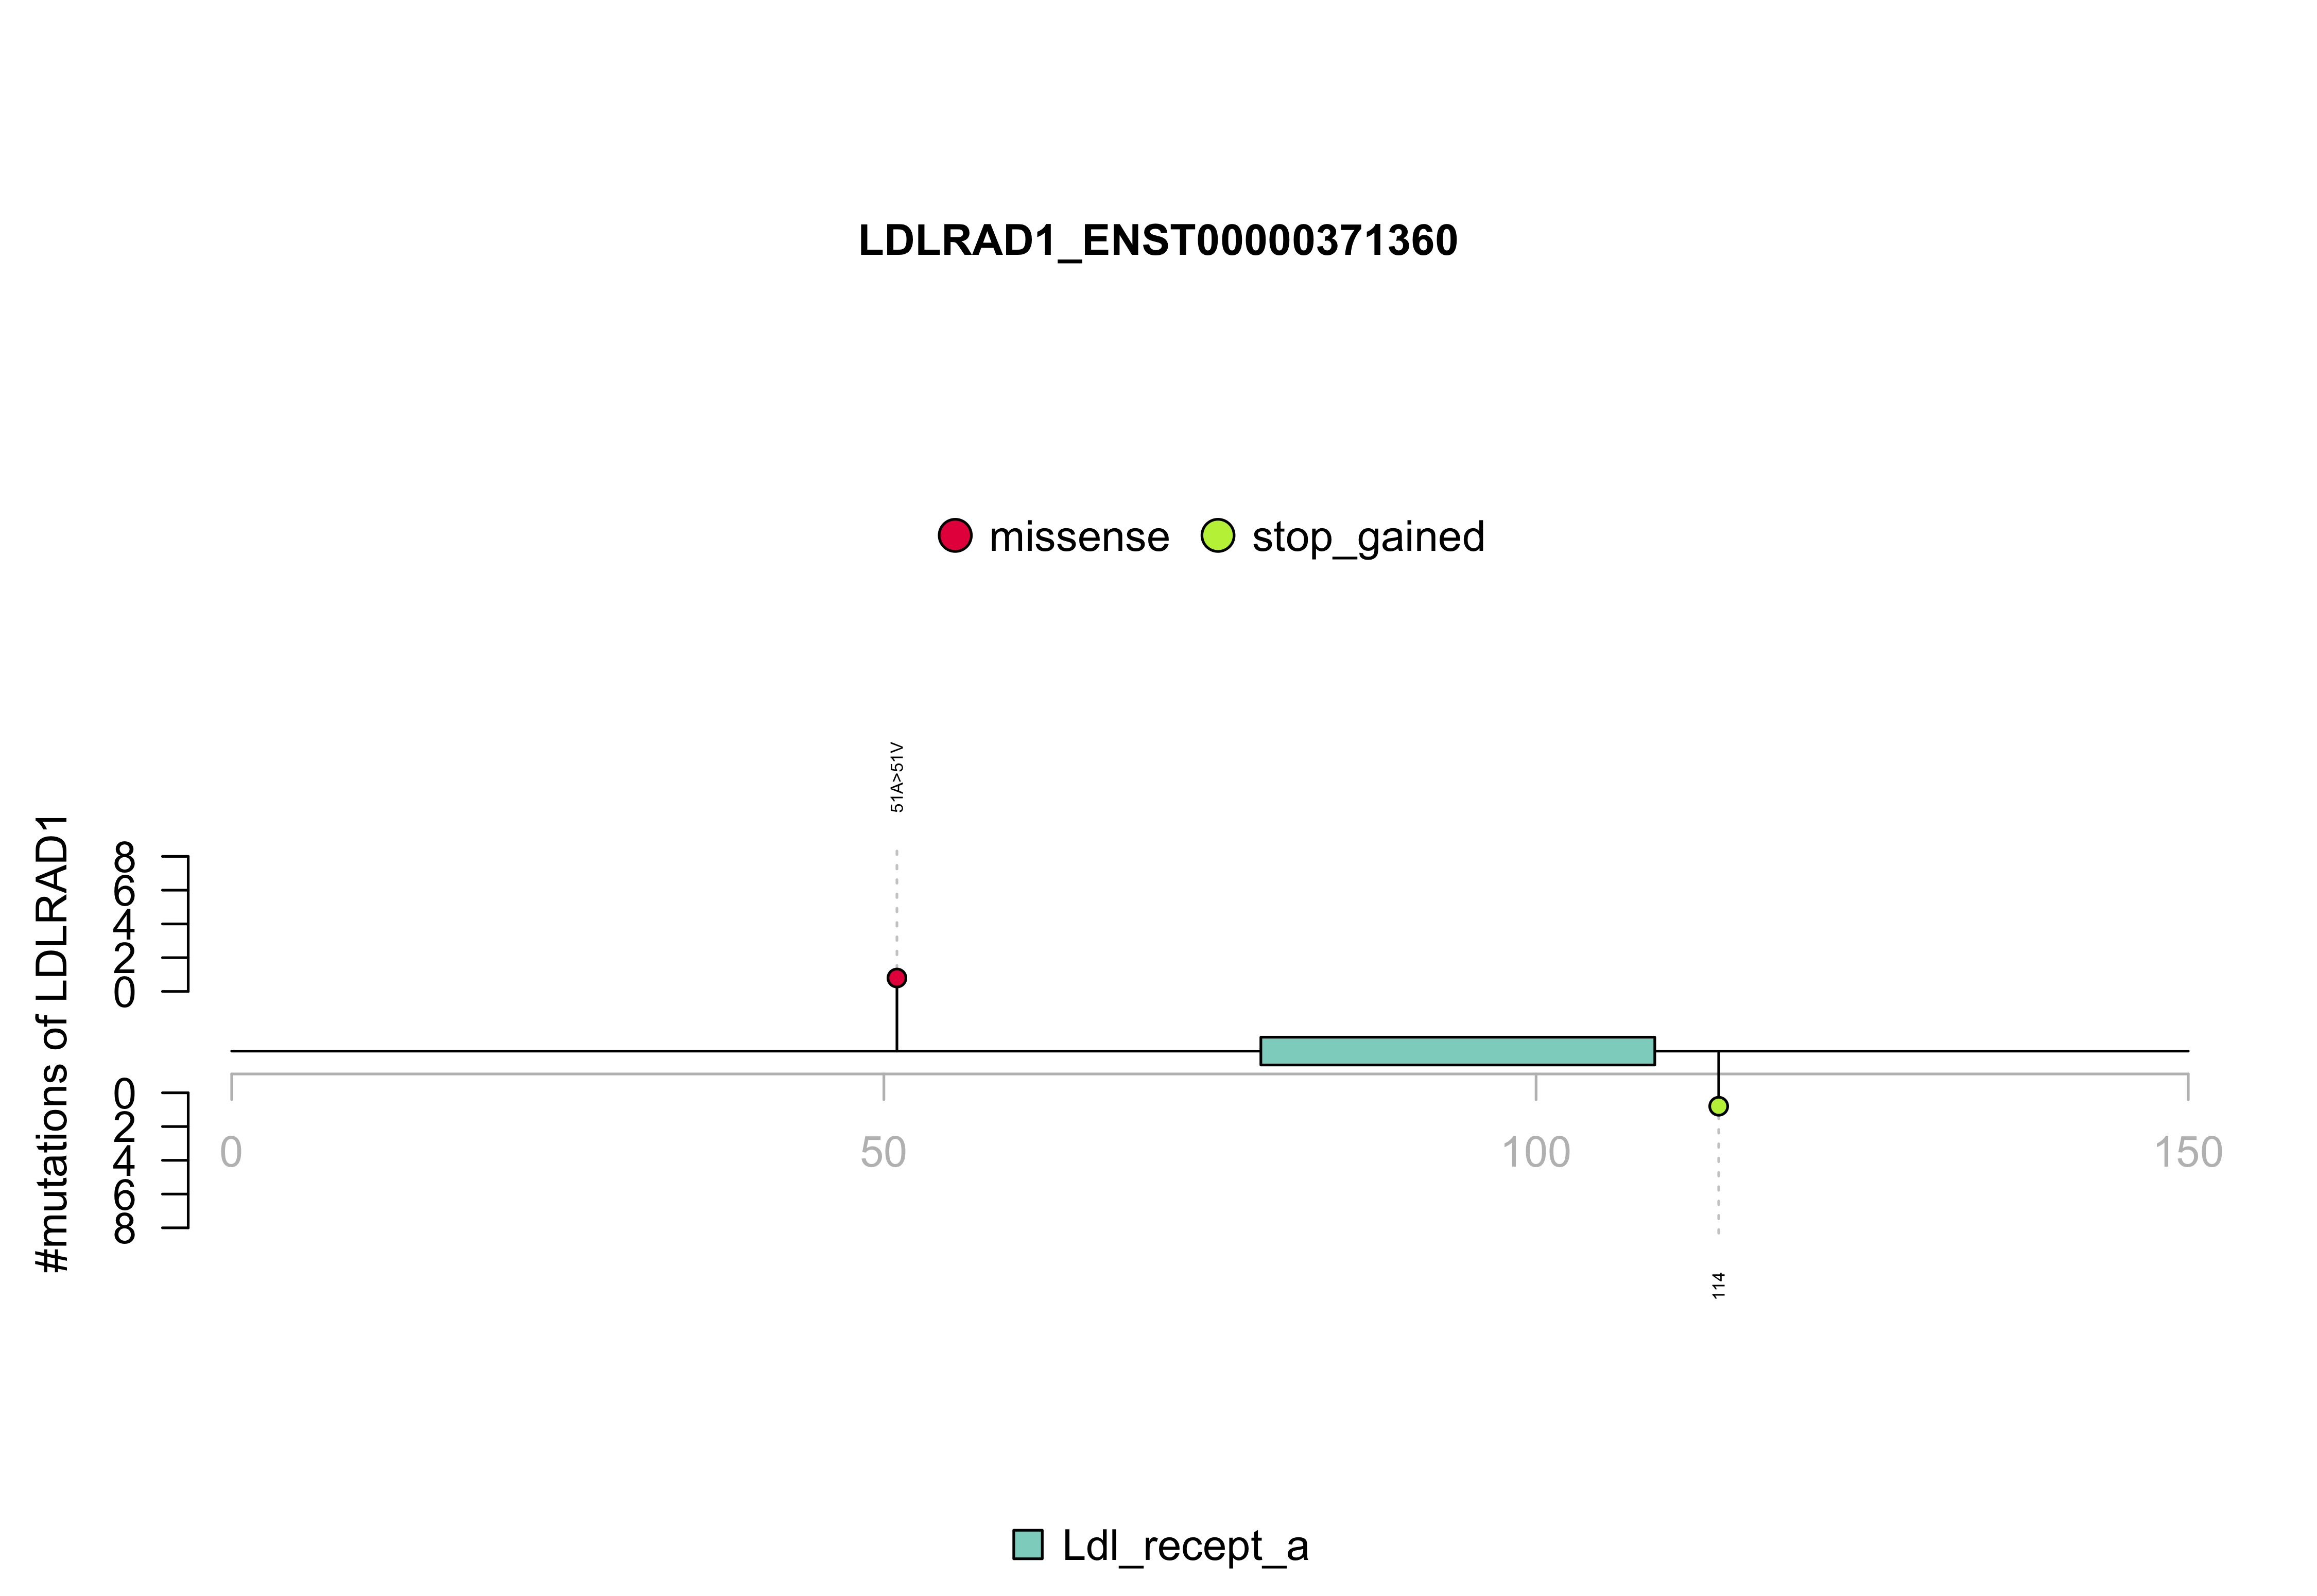 LDLRAD1_ENST00000371360
missense
stop_gained
51A>51V
#mutations of LDLRAD1
8
6
4
2
0
0
2
4
6
8
0
50
100
150
114
Ldl_recept_a